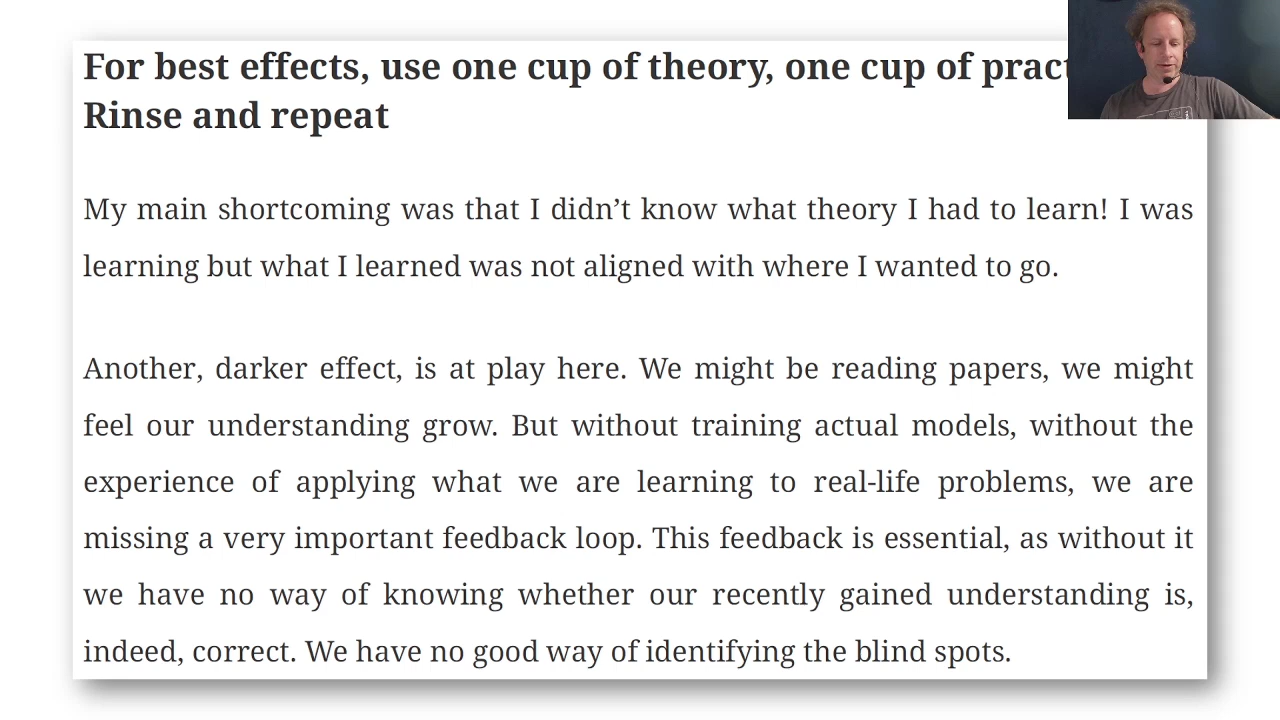 For best effects, use one cup of theory, one cup of
Rinse and repeat
My main shortcoming was that I didn’t know what theory I had to learn! I was
learning but what I learned was not aligned with where I wanted to go.
Another, darker effect, is at play here. We might be reading papers, we might
feel our understanding grow. But without training actual models, without the
experience of applying what we are learning to real-life problems, we are
missing a very important feedback loop. This feedback is essential, as without it
we have no way of knowing whether our recently gained understanding is,
indeed, correct. We have no good way of identifying the blind spots.